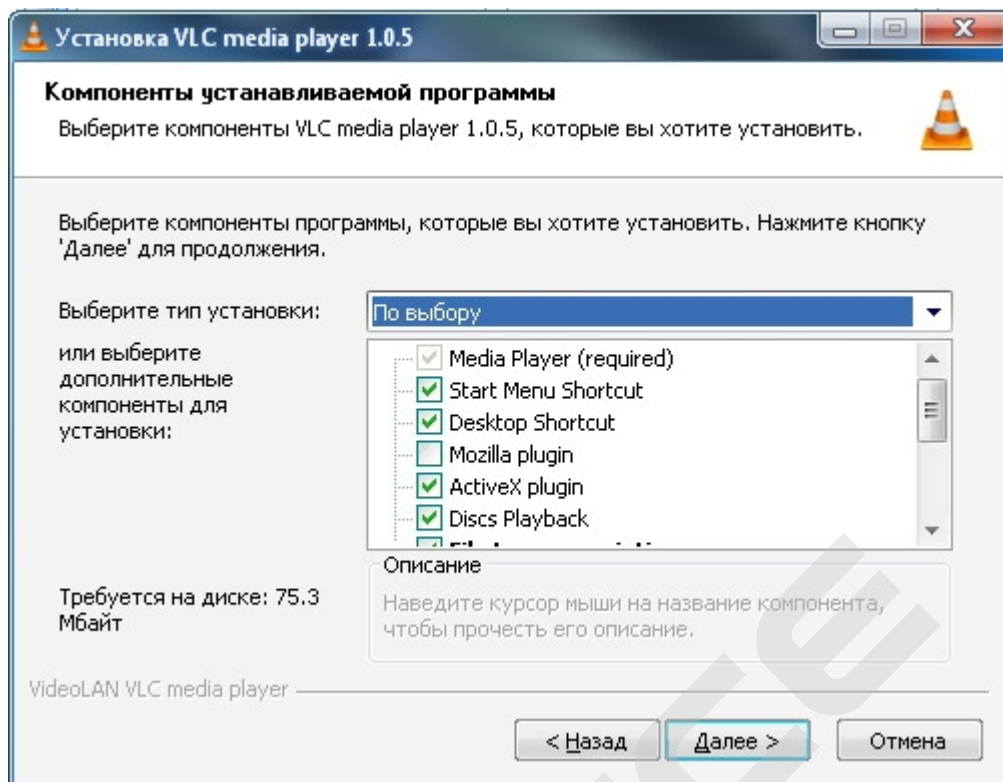 Установка VLC media player 1.0.5
Компоненты устанавливаемой программы
Выберите компоненты VLC media player 1.0.5, которые вы хотите установить.
Выберите компоненты программы, которые вы хотите установить. Нажмите кнопку
'Далее' для продолжения.
Выберите тип установки:
По выбору
или выберите
дополнительные
компоненты для
установки:
Media Player (required)
Start Menu Shortcut
Desktop Shortcut
Mozilla plugin
ActiveX plugin
Discs Playback
Требуется на диске: 75.3
Мбайт
Описание
Наведите курсор мыши на название компонента,
чтобы прочесть его описание.
VideoLAN VLC media player
< Назад
Далее >
Отмена